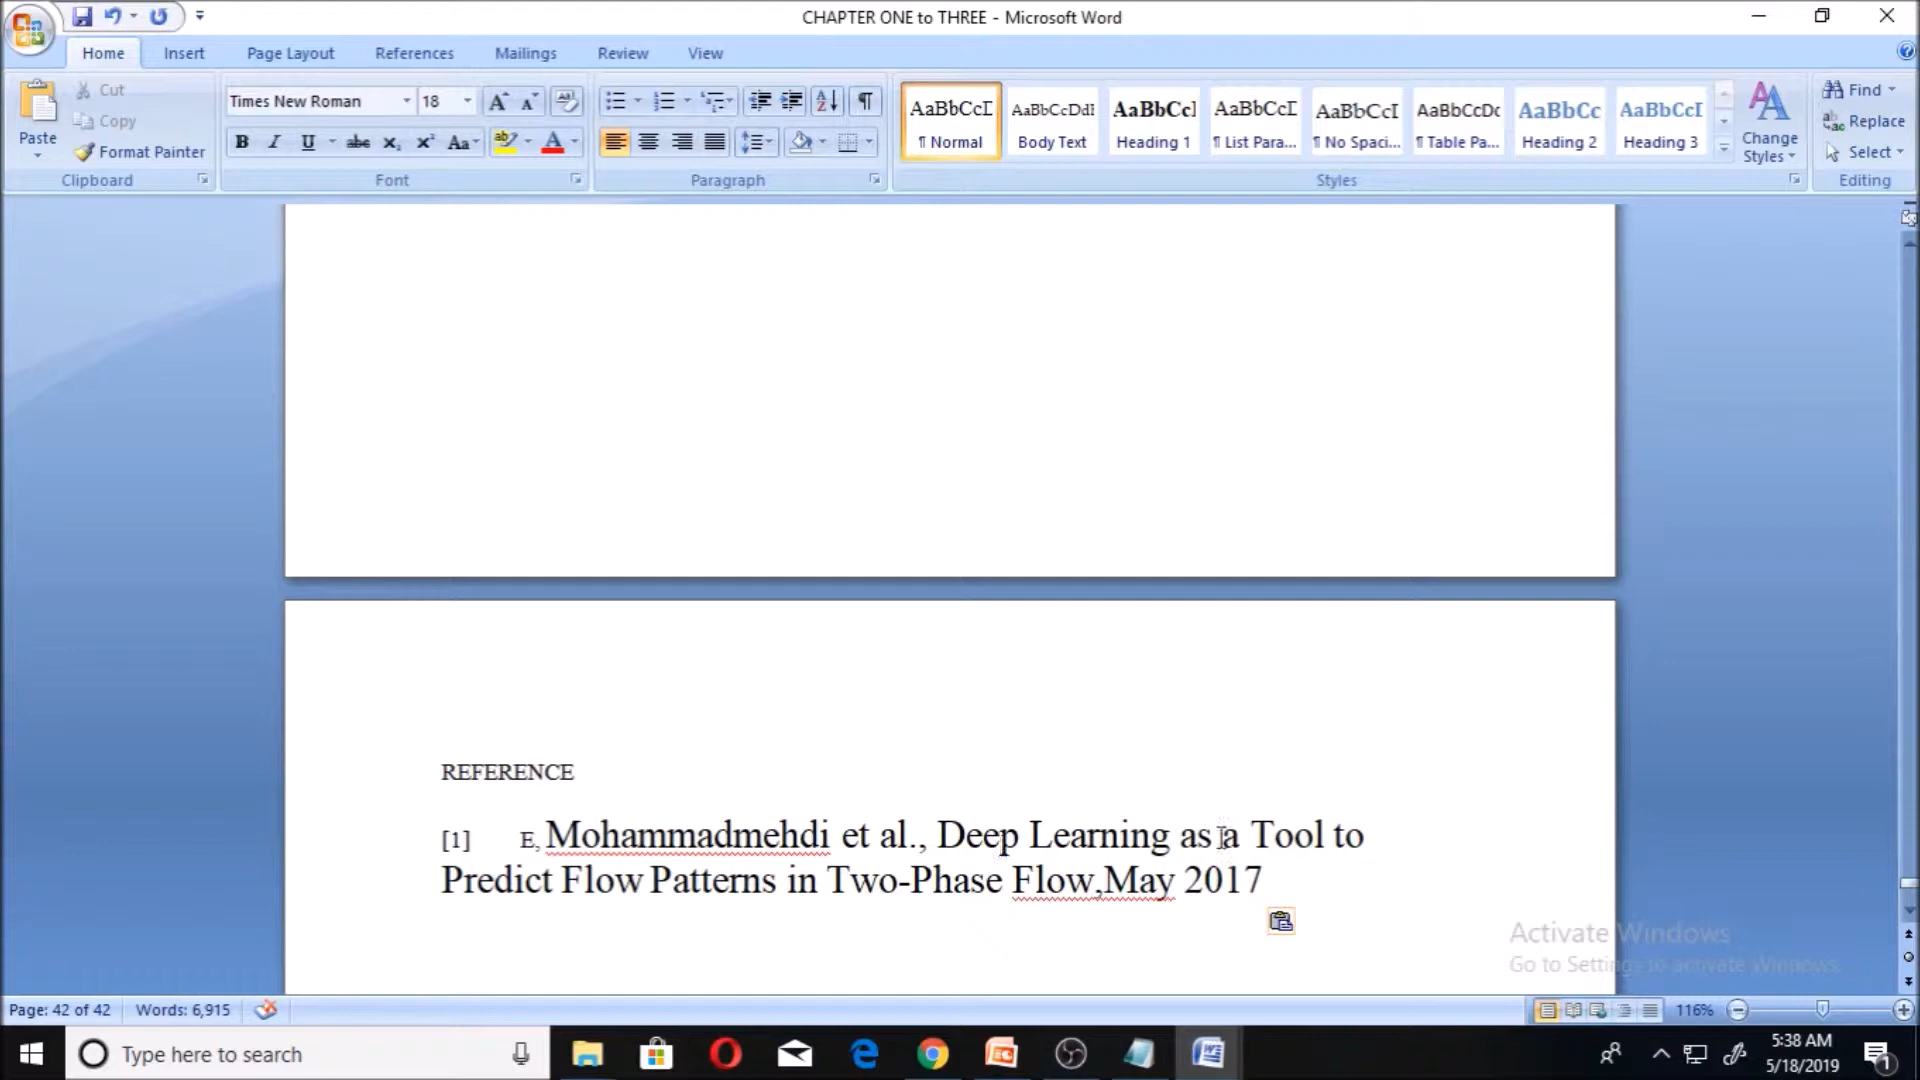 CHAPTER ONE to THREE - Microsoft Word
Home Insert Page Layout References Mailings Review View
Cut
Copy
Format Painter
Paste
Clipboard
Times New Roman 18
Font
Paragraph
AaBbCcI AaBbCcDdI AaBbCcI AaBbCcI AaBbCcI AaBbCcDc AaBbCc AaBbCcI
¶ Normal Body Text Heading 1 ¶ List Para... ¶ No Spaci... ¶ Table Pa... Heading 2 Heading 3
Styles
Change
Styles
Find
Replace
Select
Editing
REFERENCE
[1] E, Mohammadmehdi et al., Deep Learning as a Tool to
Predict Flow Patterns in Two-Phase Flow,May 2017
Activate Windows
Go to Settings to activate Windows.
Page: 42 of 42 Words: 6,915 116%
Type here to search
5:38 AM
5/18/2019
1